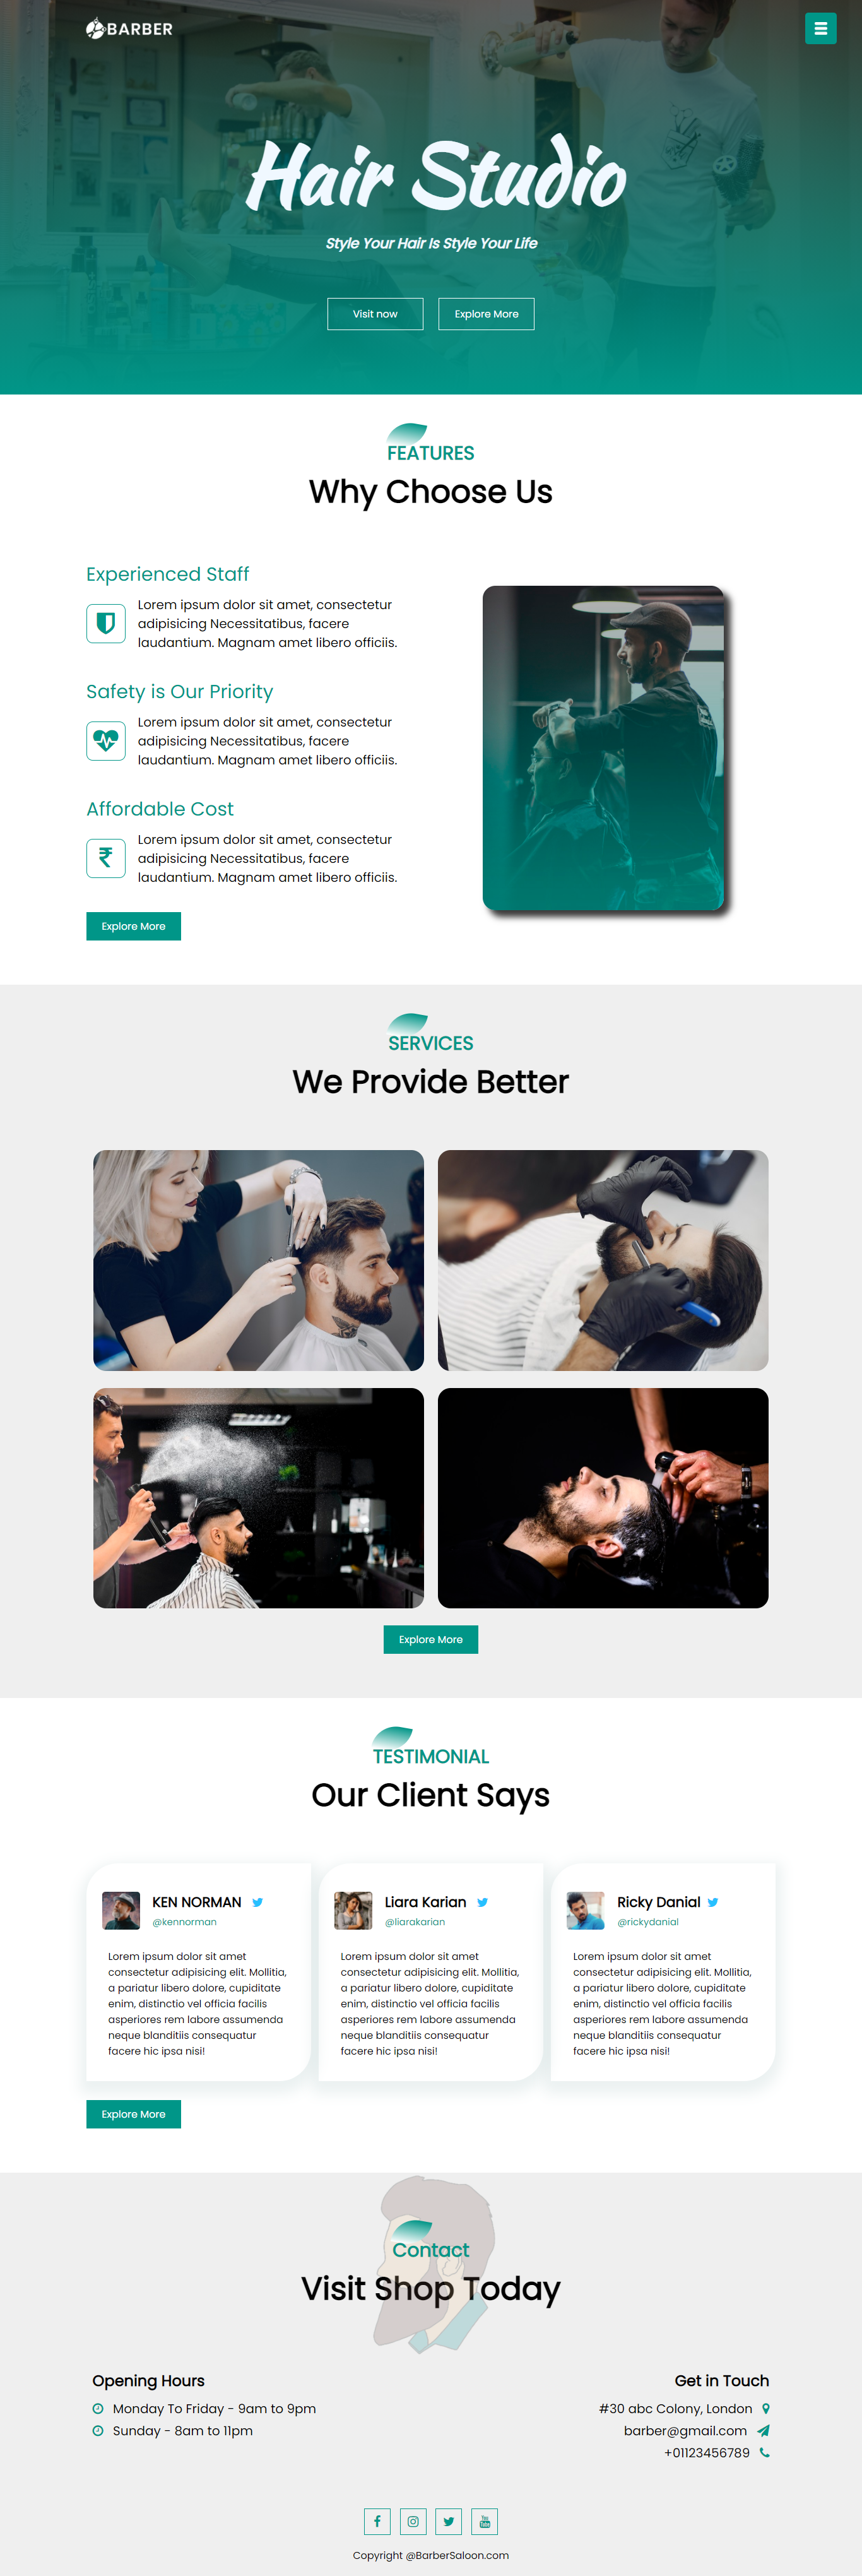 BARBER
Hair Studio
Style Your Hair Is Style Your Life
Visit now
Explore More
FEATURES
Why Choose Us
Experienced Staff
Lorem ipsum dolor sit amet, consectetur
adipisicing Necessitatibus, facere
laudantium. Magnam amet libero officiis.
Safety is Our Priority
Lorem ipsum dolor sit amet, consectetur
adipisicing Necessitatibus, facere
laudantium. Magnam amet libero officiis.
Affordable Cost
Lorem ipsum dolor sit amet, consectetur
adipisicing Necessitatibus, facere
laudantium. Magnam amet libero officiis.
Explore More
SERVICES
We Provide Better
Explore More
TESTIMONIAL
Our Client Says
KEN NORMAN
@kennorman
Lorem ipsum dolor sit amet
consectetur adipisicing elit. Mollitia,
a pariatur libero dolore, cupiditate
enim, distinctio vel officia facilis
asperiores rem labore assumenda
neque blanditiis consequatur
facere hic ipsa nisi!
Liara Karian
@liarakarian
Lorem ipsum dolor sit amet
consectetur adipisicing elit. Mollitia,
a pariatur libero dolore, cupiditate
enim, distinctio vel officia facilis
asperiores rem labore assumenda
neque blanditiis consequatur
facere hic ipsa nisi!
Ricky Danial
@rickydanial
Lorem ipsum dolor sit amet
consectetur adipisicing elit. Mollitia,
a pariatur libero dolore, cupiditate
enim, distinctio vel officia facilis
asperiores rem labore assumenda
neque blanditiis consequatur
facere hic ipsa nisi!
Explore More
Contact
Visit Shop Today
Opening Hours
Monday To Friday - 9am to 9pm
Sunday - 8am to 11pm
Get in Touch
#30 abc Colony, London
barber@gmail.com
+01123456789
Copyright @BarberSaloon.com